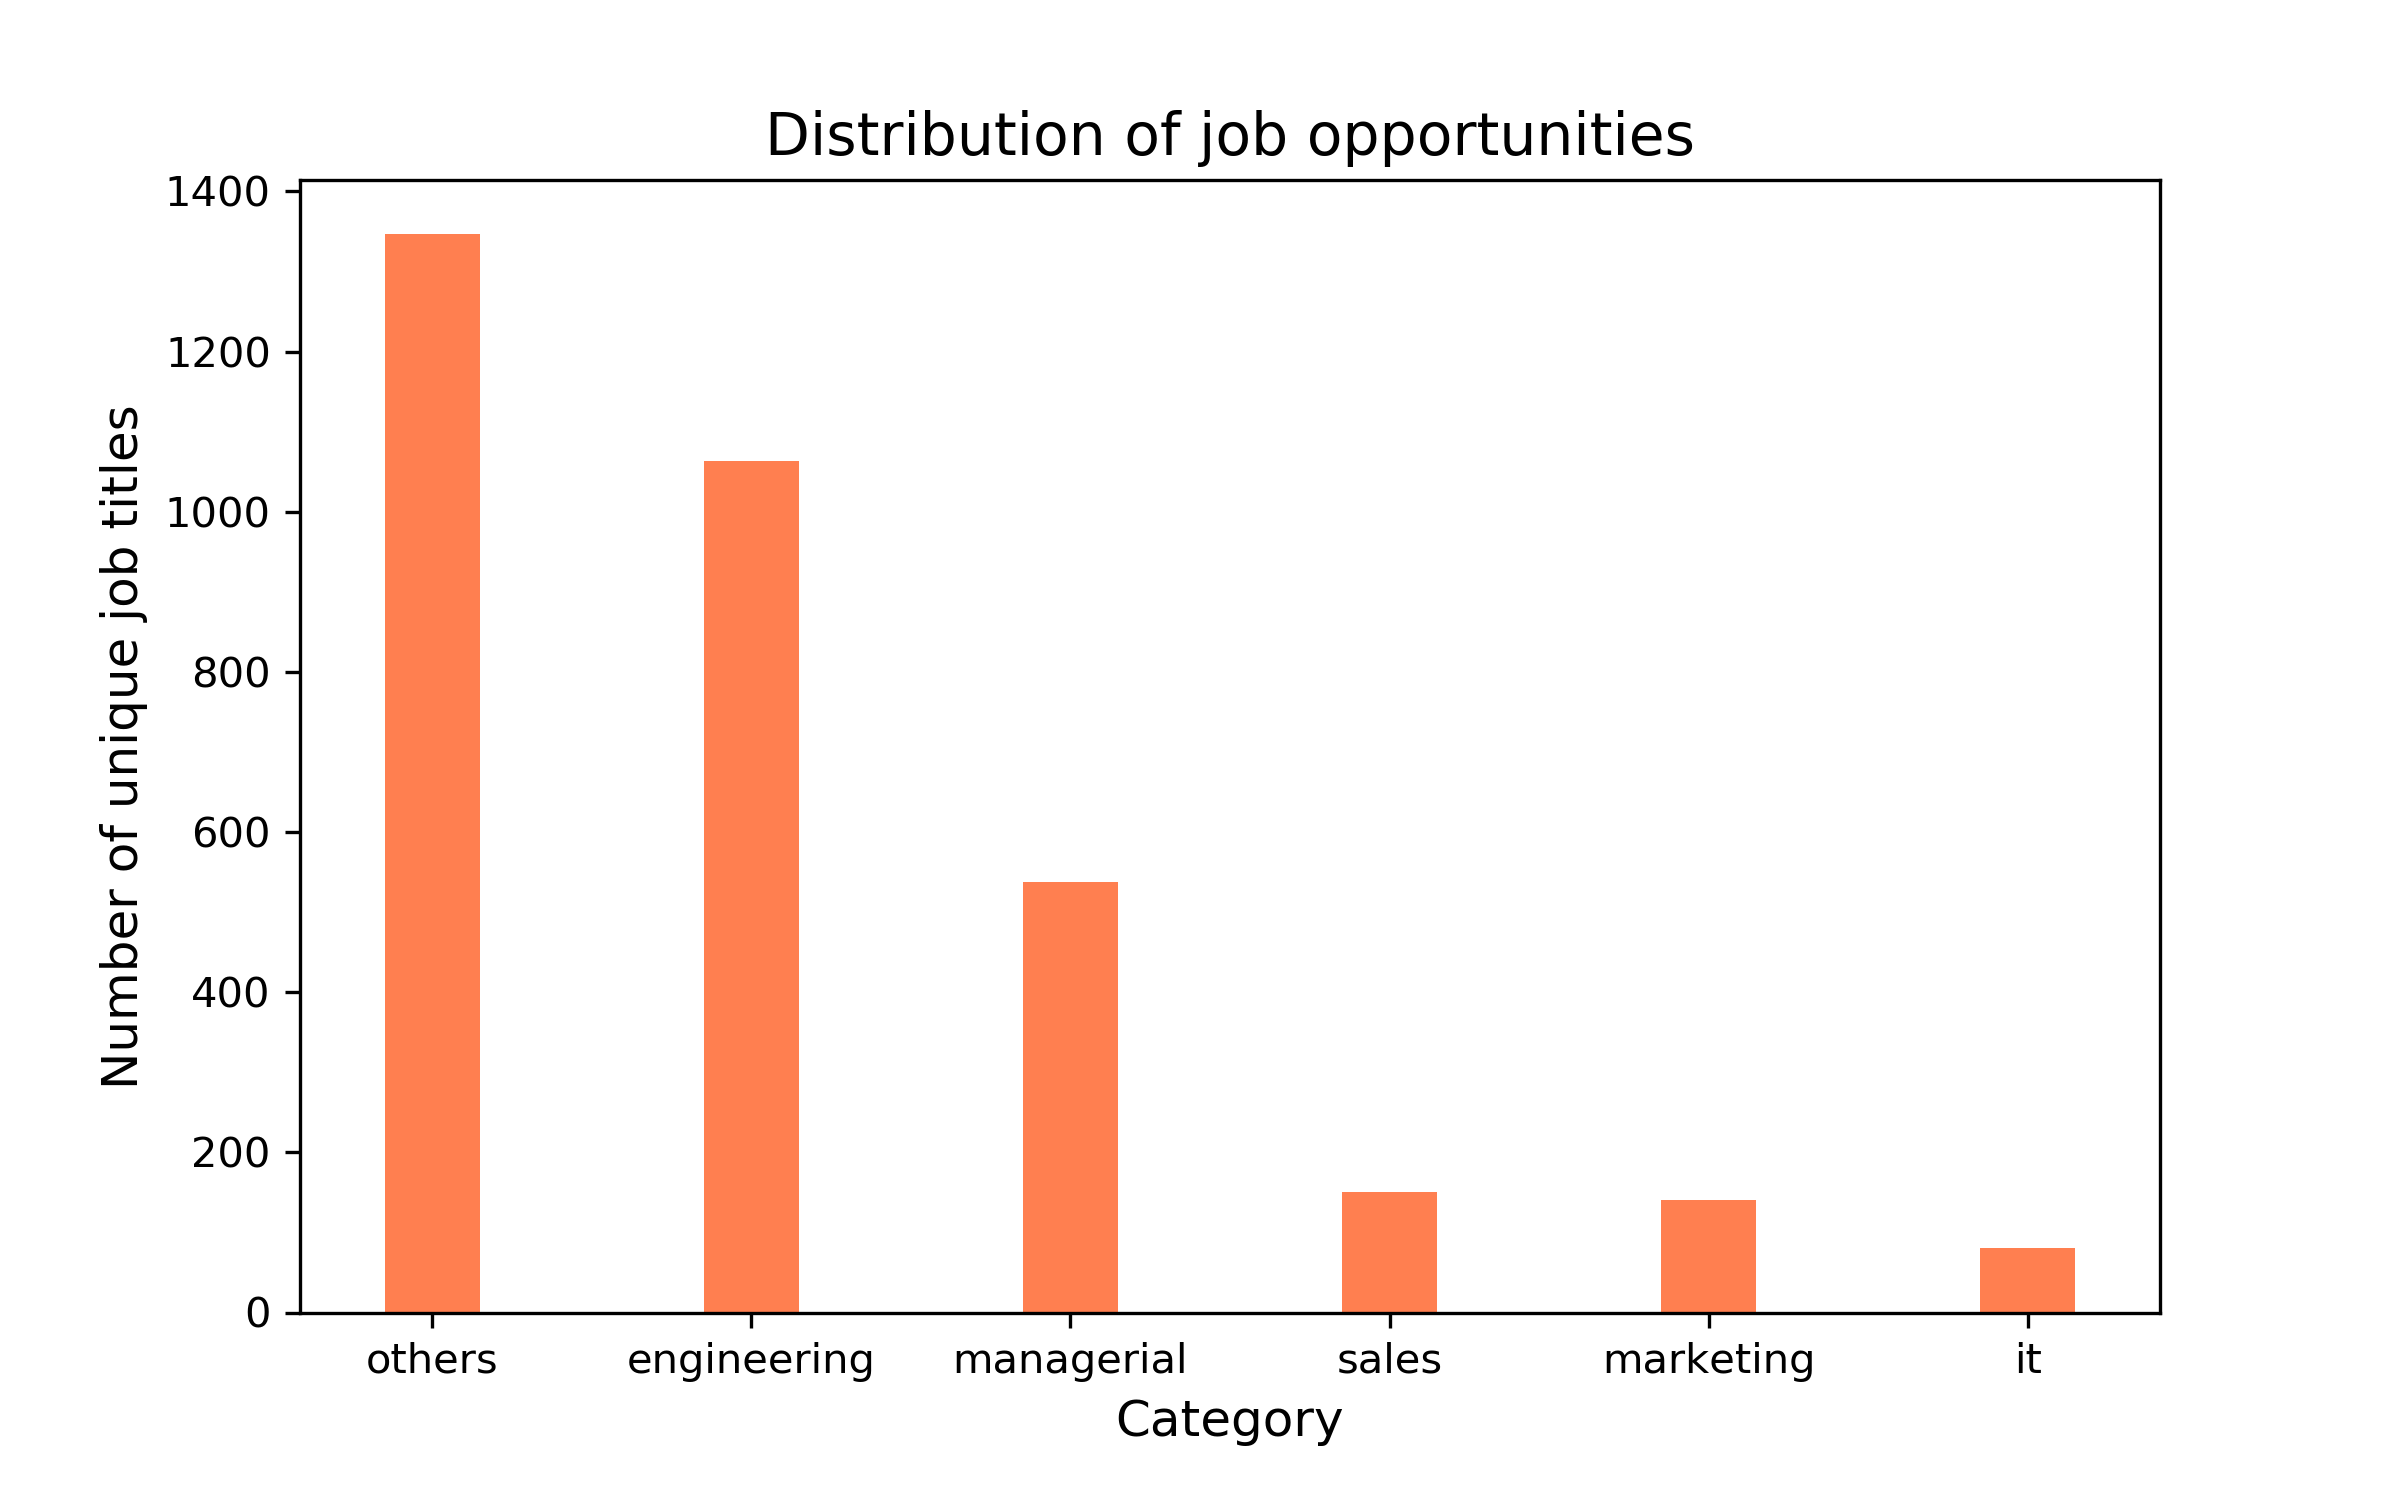 Distribution of job opportunities
Number of unique job titles
1400
1200
1000
800
600
400
200
0
others engineering managerial sales marketing it
Category